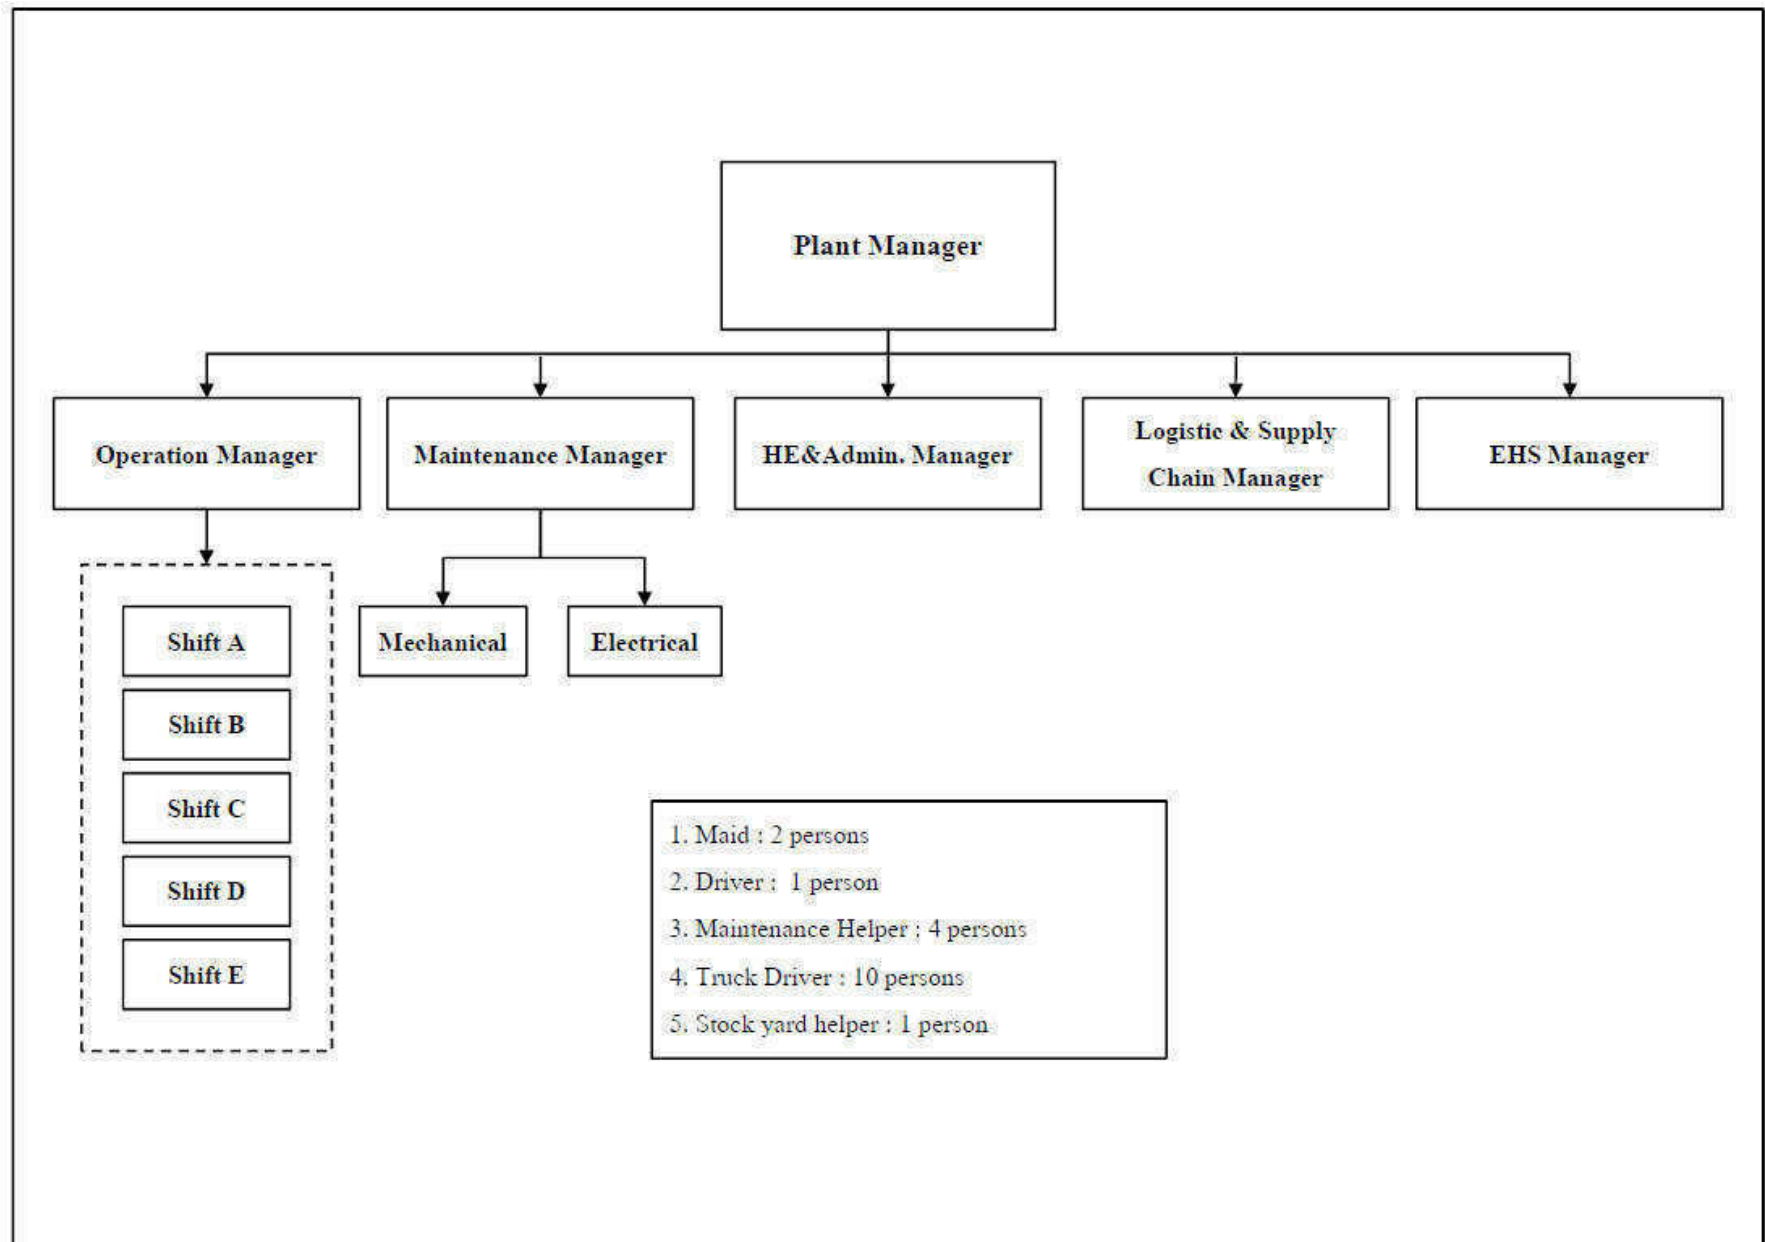 Plant Manager
Operation Manager
Maintenance Manager
HE&Admin. Manager
Logistic & Supply
Chain Manager
EHS Manager
Shift A
Shift B
Shift C
Shift D
Shift E
Mechanical
Electrical
1. Maid : 2 persons
2. Driver :  1 person
3. Maintenance Helper : 4 persons
4. Truck Driver : 10 persons
5. Stock yard helper : 1 person